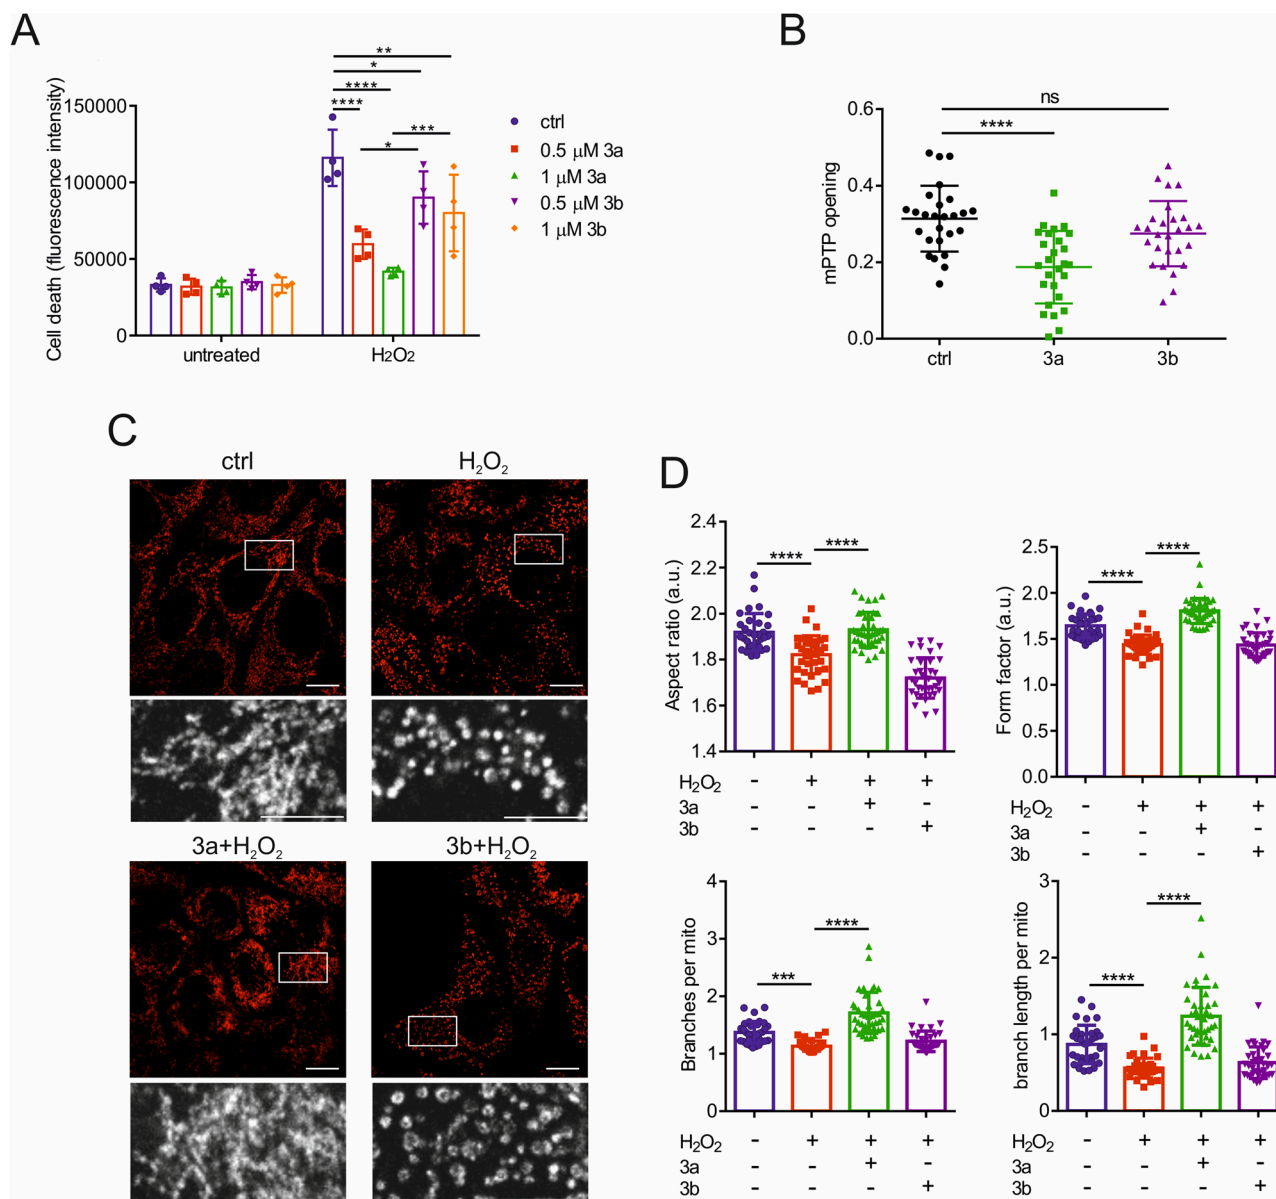 A
Cell death (fluorescence intensity)
150000
100000
50000
0
**
*
****
****
***
*
untreated
H2O2
ctrl
0.5 µM 3a
1 µM 3a
0.5 µM 3b
1 µM 3b
B
mPTP opening
0.6
0.4
0.2
0.0
ns
****
ctrl 3a 3b
C
ctrl
H2O2
3a+H2O2
3b+H2O2
D
Aspect ratio (a.u.)
2.4
2.2
2.0
1.8
1.6
1.4
**** ****
H2O2 - + + +
3a - - + -
3b - - - +
Form factor (a.u.)
2.5
2.0
1.5
1.0
0.5
0.0
**** ****
H2O2 - + + +
3a - - + -
3b - - - +
Branches per mito
4
3
2
1
0
*** ****
H2O2 - + + +
3a - - + -
3b - - - +
branch length per mito
3
2
1
0
**** ****
H2O2 - + + +
3a - - + -
3b - - - +